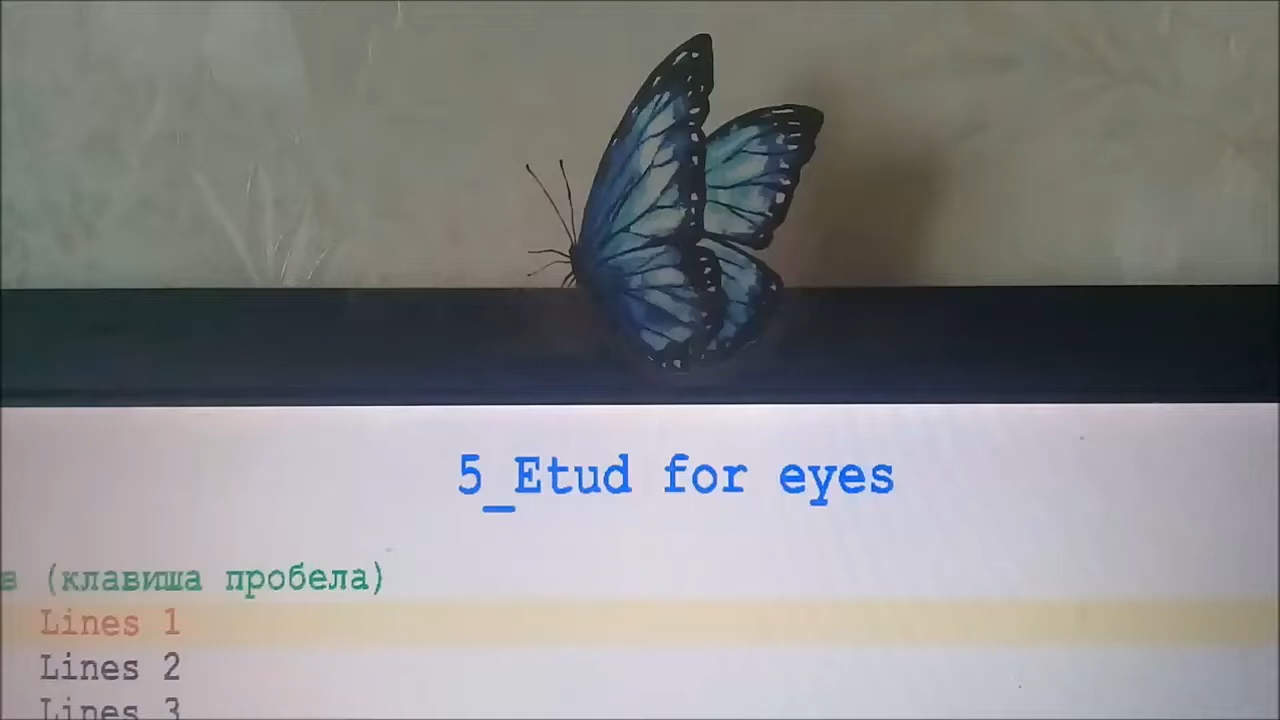 5_Etud for eyes
в (клавиша пробела)
Lines 1
Lines 2
Lines 3